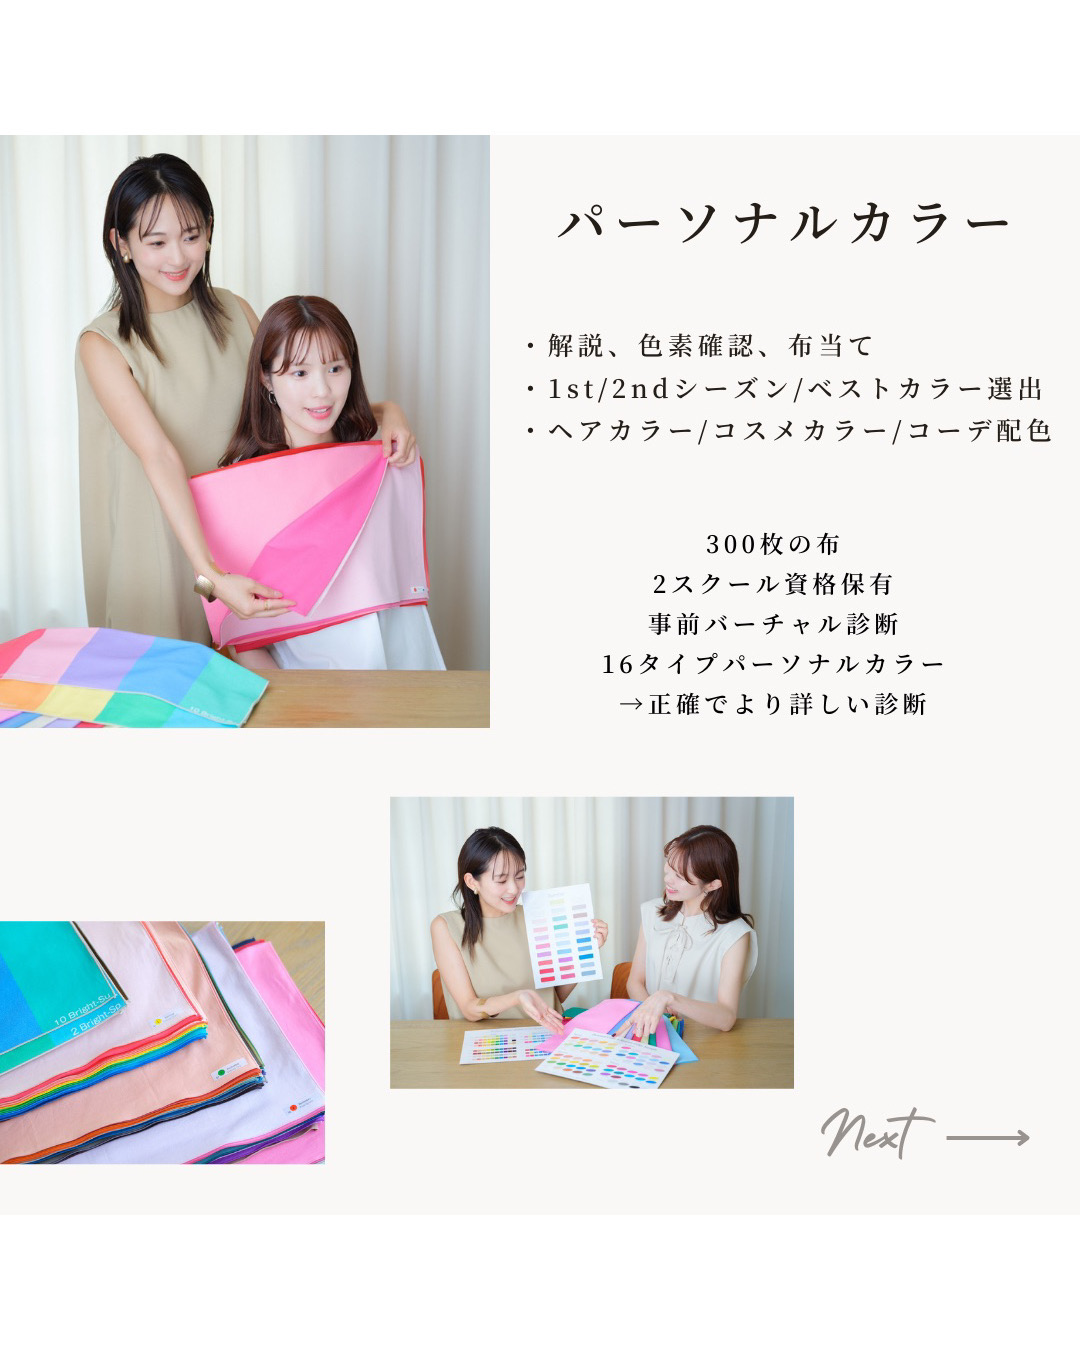 パーソナルカラー
・解説、色素確認、布当て
・1st/2ndシーズン/ベストカラー選出
・ヘアカラー/コスメカラー/コーデ配色
300枚の布
2スクール資格保有
事前バーチャル診断
16タイプパーソナルカラー
→正確でより詳しい診断
10 Bright-Su
2 Bright-Sp
Next